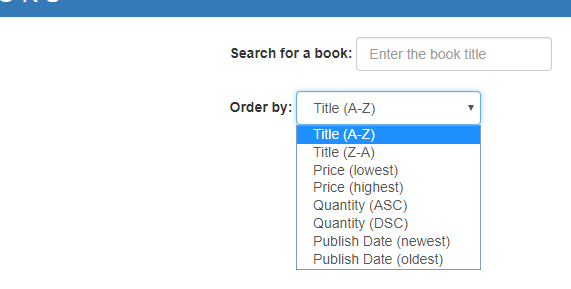 Search for a book: Enter the book title
Order by: Title (A-Z)
Title (A-Z)
Title (Z-A)
Price (lowest)
Price (highest)
Quantity (ASC)
Quantity (DSC)
Publish Date (newest)
Publish Date (oldest)